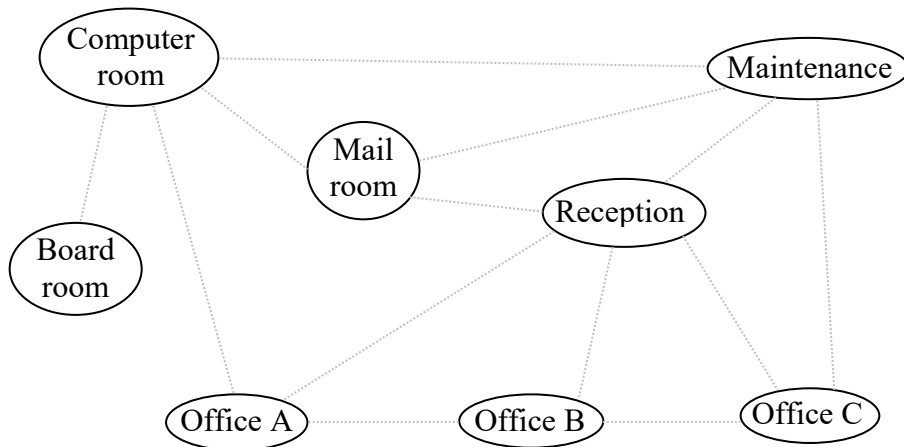 Computer
room
Maintenance
Mail
room
Reception
Board
room
Office A
Office B
Office C